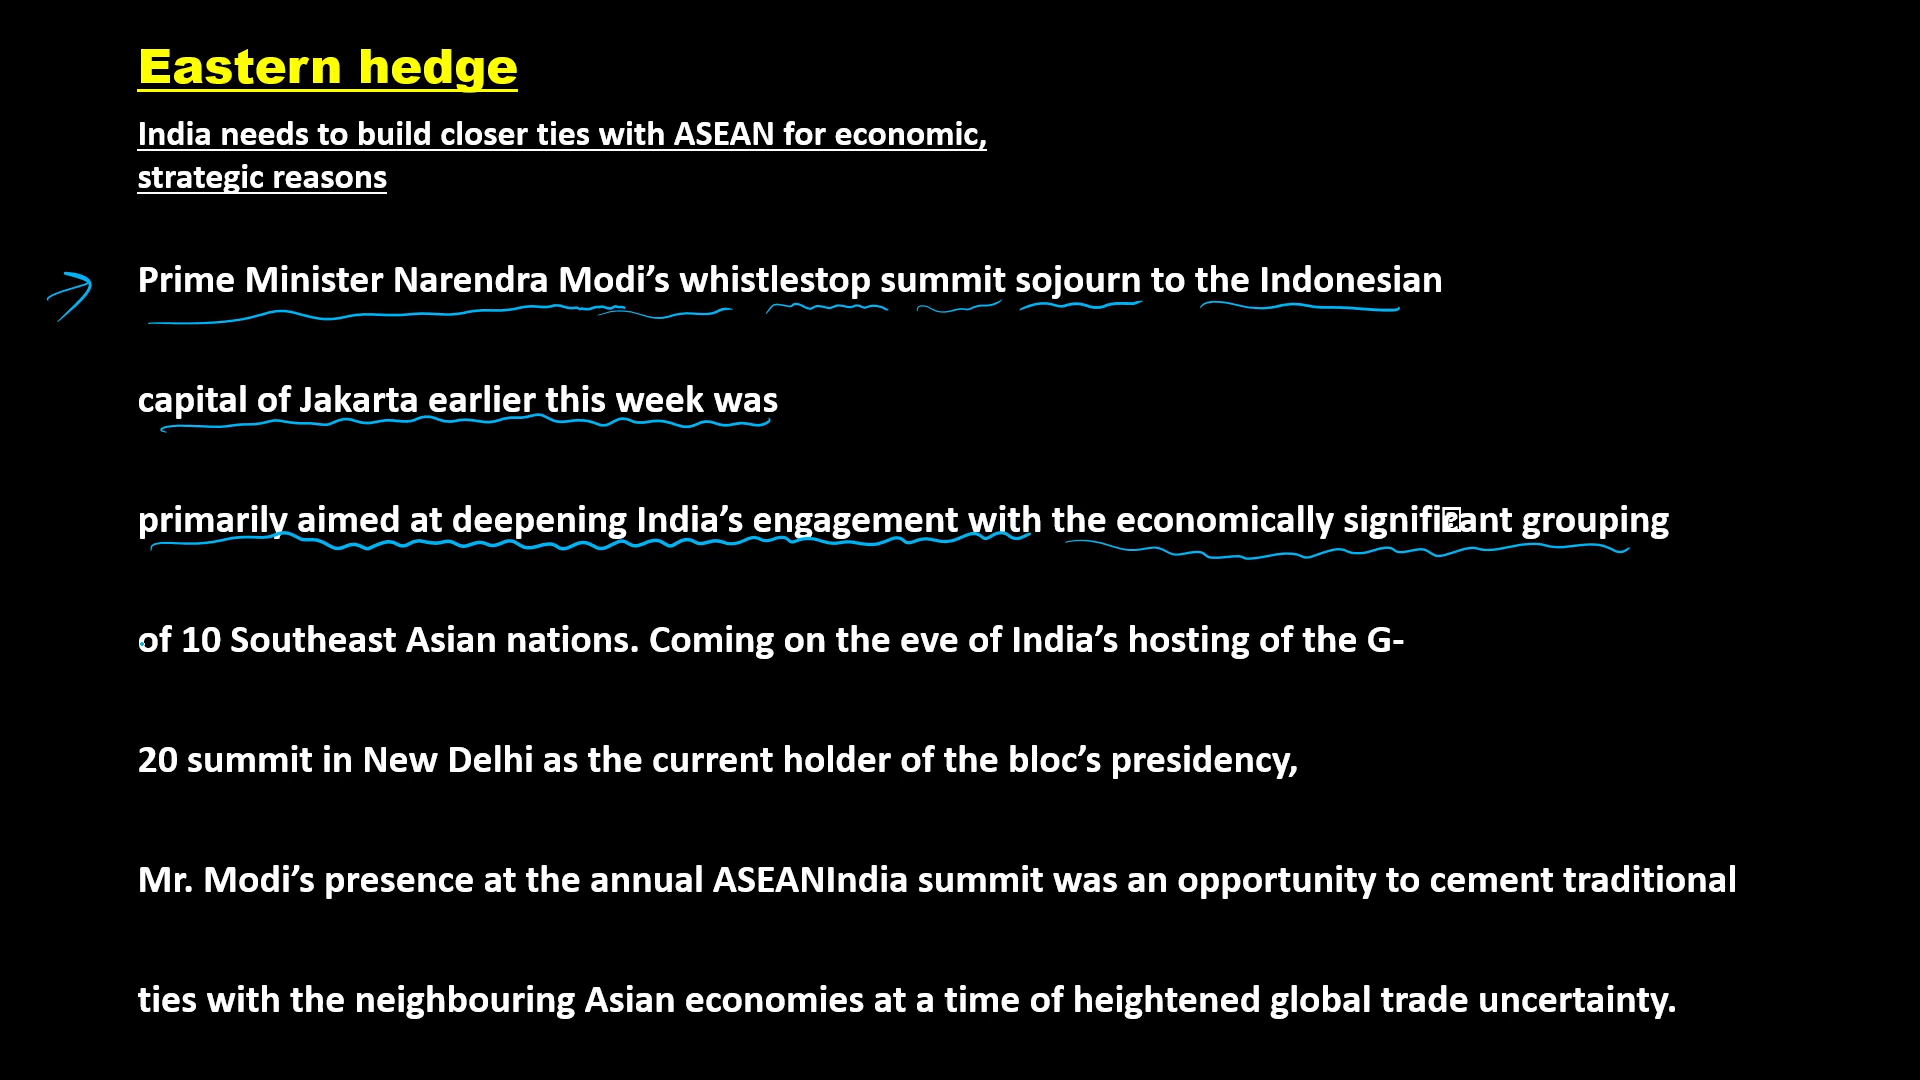 Eastern hedge
India needs to build closer ties with ASEAN for economic,
strategic reasons
Prime Minister Narendra Modi’s whistlestop summit sojourn to the Indonesian
capital of Jakarta earlier this week was
primarily aimed at deepening India’s engagement with the economically signifi�ant grouping
of 10 Southeast Asian nations. Coming on the eve of India’s hosting of the G-
20 summit in New Delhi as the current holder of the bloc’s presidency,
Mr. Modi’s presence at the annual ASEANIndia summit was an opportunity to cement traditional
ties with the neighbouring Asian economies at a time of heightened global trade uncertainty.